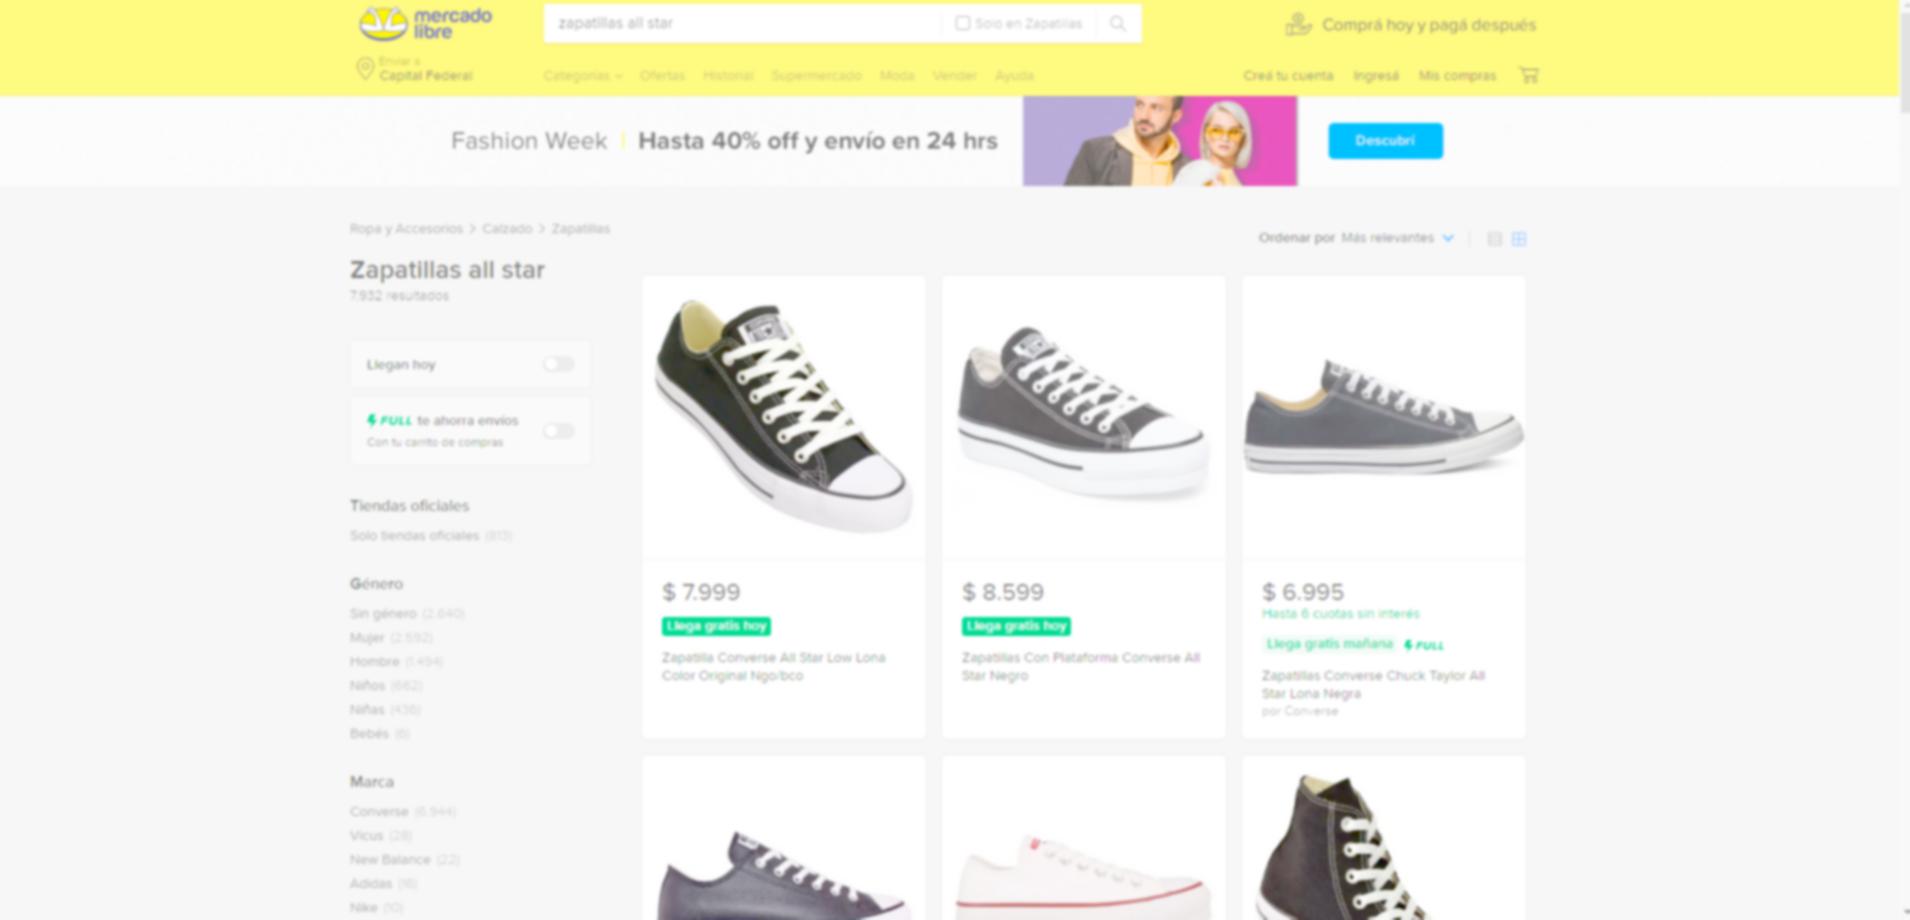 mercado
libre
zapatillas all star
Solo en Zapatillas
Comprá hoy y pagá después
Enviar a
Capital Federal
Categorías
Ofertas
Historial
Supermercado
Moda
Vender
Ayuda
Creá tu cuenta
Ingresá
Mis compras
Fashion Week | Hasta 40% off y envío en 24 hrs
Descubrí
Ropa y Accesorios > Calzado > Zapatillas
Ordenar por Más relevantes
Zapatillas all star
7.932 resultados
Llegan hoy
FULL te ahorra envíos
Con tu carrito de compras
Tiendas oficiales
Solo tiendas oficiales (813)
Género
Sin género (2.640)
Mujer (2.592)
Hombre (1.494)
Niños (662)
Niñas (436)
Bebés (6)
Marca
Converse (6.944)
Vicus (28)
New Balance (22)
Adidas (16)
Nike (10)
$ 7.999
Llega gratis hoy
Zapatilla Converse All Star Low Lona
Color Original Ngo/bco
$ 8.599
Llega gratis hoy
Zapatillas Con Plataforma Converse All
Star Negro
$ 6.995
Hasta 6 cuotas sin interés
Llega gratis mañana FULL
Zapatillas Converse Chuck Taylor All
Star Lona Negra
por Converse